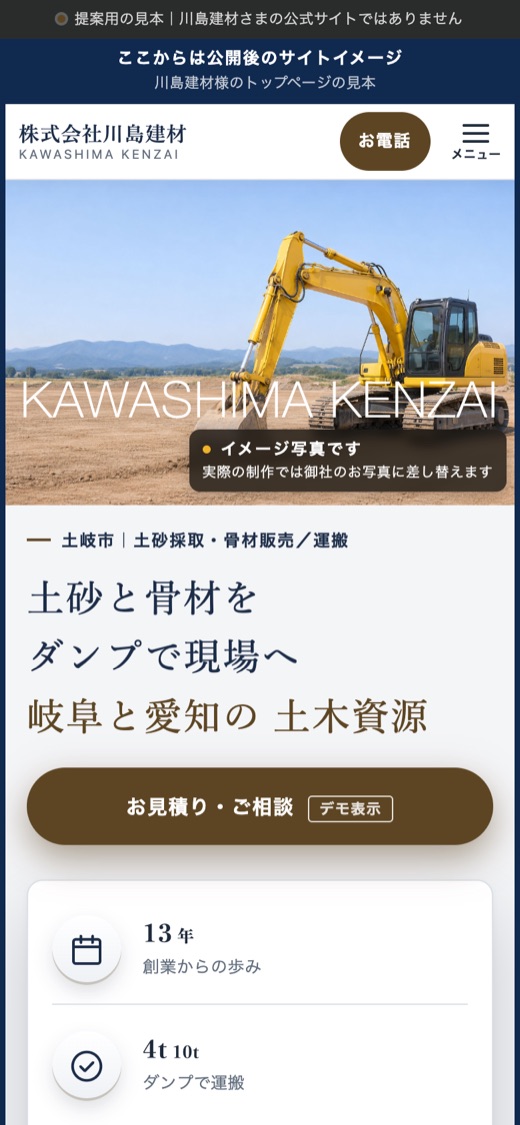 提案用の見本｜川島建材さまの公式サイトではありません
ここからは公開後のサイトイメージ
川島建材様のトップページの見本
株式会社川島建材
KAWASHIMA KENZAI
お電話
メニュー
KAWASHIMA KENZAI
イメージ写真です
実際の制作では御社のお写真に差し替えます
土岐市｜土砂採取・骨材販売／運搬
土砂と骨材を
ダンプで現場へ
岐阜と愛知の 土木資源
お見積り・ご相談 デモ表示
13 年
創業からの歩み
4t 10t
ダンプで運搬